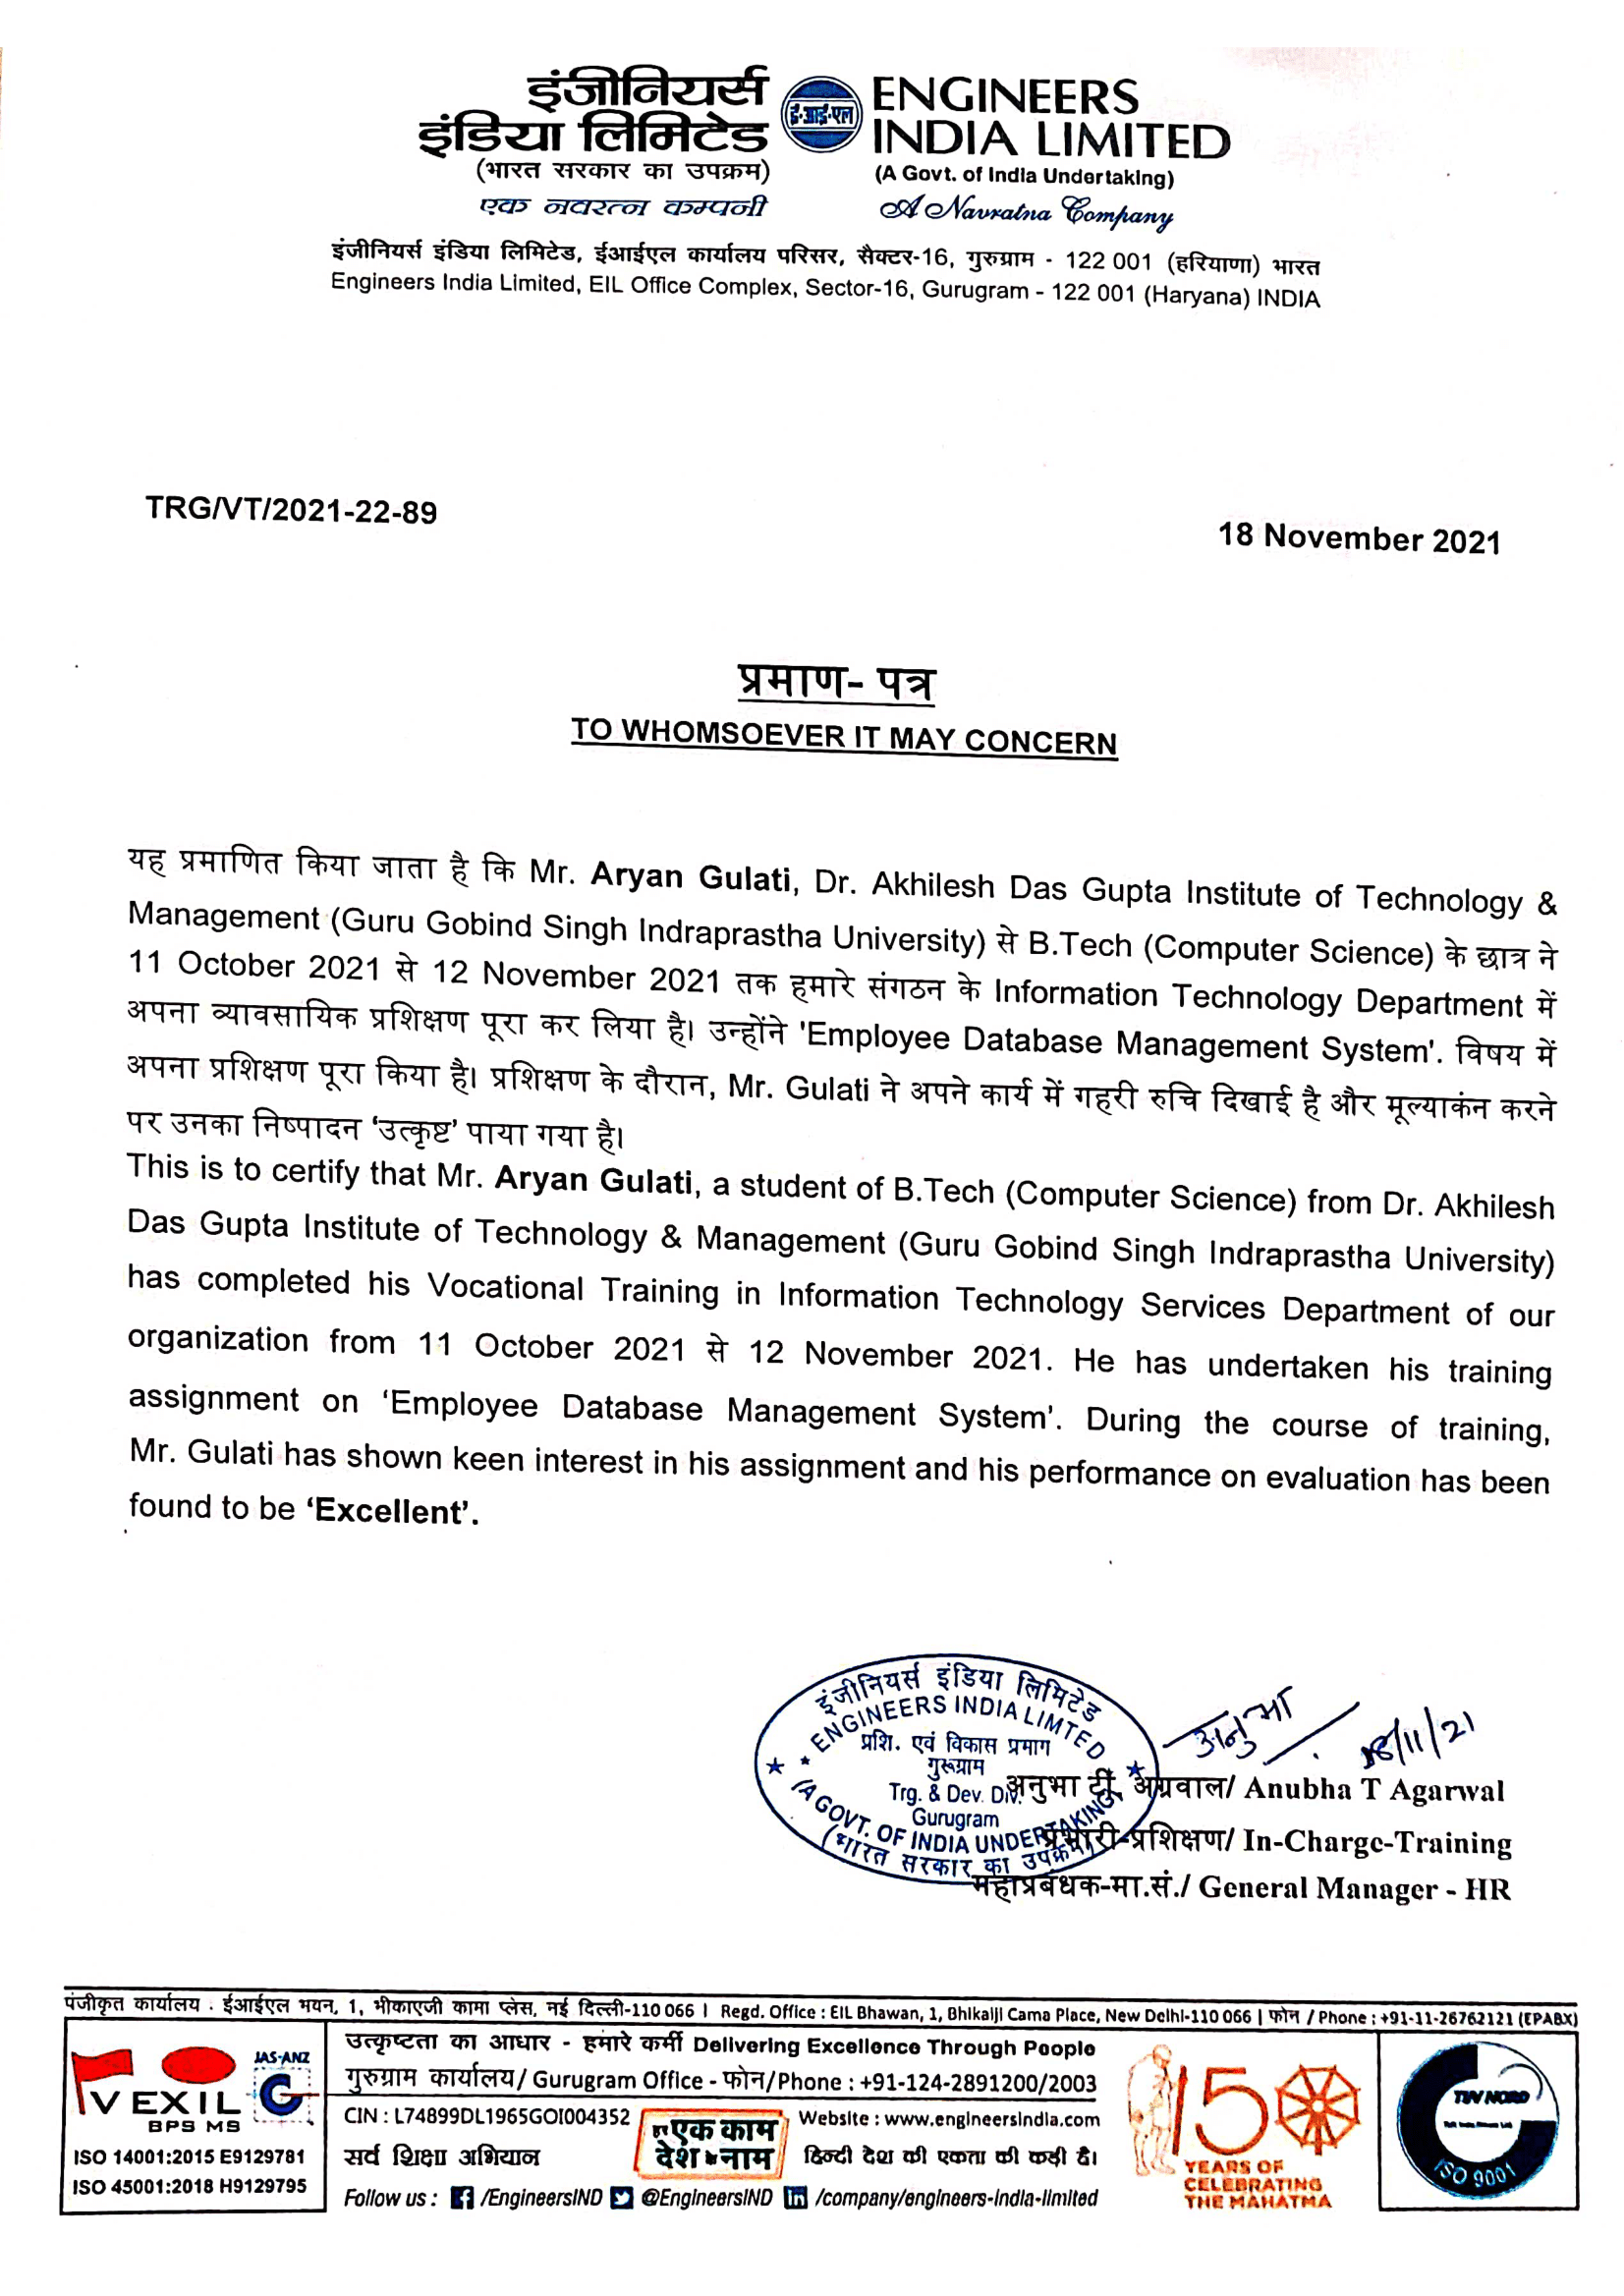 इंजीनियर्स
इंडिया लिमिटेड
(भारत सरकार का उपक्रम)
एक नवरत्न कम्पनी
ई·आई·एल
ENGINEERS
INDIA LIMITED
(A Govt. of India Undertaking)
A Navratna Company
इंजीनियर्स इंडिया लिमिटेड, ईआईएल कार्यालय परिसर, सैक्टर-16, गुरुग्राम - 122 001 (हरियाणा) भारत
Engineers India Limited, EIL Office Complex, Sector-16, Gurugram - 122 001 (Haryana) INDIA
TRG/VT/2021-22-89
18 November 2021
प्रमाण- पत्र
TO WHOMSOEVER IT MAY CONCERN
यह प्रमाणित किया जाता है कि Mr. Aryan Gulati, Dr. Akhilesh Das Gupta Institute of Technology &
Management (Guru Gobind Singh Indraprastha University) से B.Tech (Computer Science) के छात्र ने
11 October 2021 से 12 November 2021 तक हमारे संगठन के Information Technology Department में
अपना व्यावसायिक प्रशिक्षण पूरा कर लिया है। उन्होंने 'Employee Database Management System'. विषय में
अपना प्रशिक्षण पूरा किया है। प्रशिक्षण के दौरान, Mr. Gulati ने अपने कार्य में गहरी रुचि दिखाई है और मूल्याकंन करने
पर उनका निष्पादन ‘उत्कृष्ट’ पाया गया है।
This is to certify that Mr. Aryan Gulati, a student of B.Tech (Computer Science) from Dr. Akhilesh
Das Gupta Institute of Technology & Management (Guru Gobind Singh Indraprastha University)
has completed his Vocational Training in Information Technology Services Department of our
organization from 11 October 2021 से 12 November 2021. He has undertaken his training
assignment on ‘Employee Database Management System’. During the course of training,
Mr. Gulati has shown keen interest in his assignment and his performance on evaluation has been
found to be ‘Excellent’.
इंजीनियर्स इंडिया लिमिटेड
ENGINEERS INDIA LIMTED
प्रशि. एवं विकास प्रमाग
गुरूग्राम
Trg. & Dev. Div.
Gurugram
(A GOVT. OF INDIA UNDERTAKING)
(भारत सरकार का उपक्रम)
अनुभा
18/11/21
अनुभा टी. अग्रवाल/ Anubha T Agarwal
प्रभारी-प्रशिक्षण/ In-Charge-Training
महाप्रबंधक-मा.सं./ General Manager - HR
पंजीकृत कार्यालय : ईआईएल भवन, 1, भीकाएजी कामा प्लेस, नई दिल्ली-110 066 | Regd. Office : EIL Bhawan, 1, Bhikaiji Cama Place, New Delhi-110 066 | फोन / Phone : +91-11-26762121 (EPABX)
VEXIL
BPS MS
JAS-ANZ
ISO 14001:2015 E9129781
ISO 45001:2018 H9129795
उत्कृष्टता का आधार - हमारे कर्मी Delivering Excellence Through People
गुरुग्राम कार्यालय/ Gurugram Office - फोन/Phone : +91-124-2891200/2003
CIN : L74899DL1965GOI004352
Website : www.engineersindia.com
सर्व शिक्षा अभियान
एक काम
देश के नाम
हिन्दी देश की एकता की कड़ी है।
Follow us : /EngineersIND @EngineersIND /company/engineers-india-limited
150
YEARS OF
CELEBRATING
THE MAHATMA
TUV NORD
ISO 9001